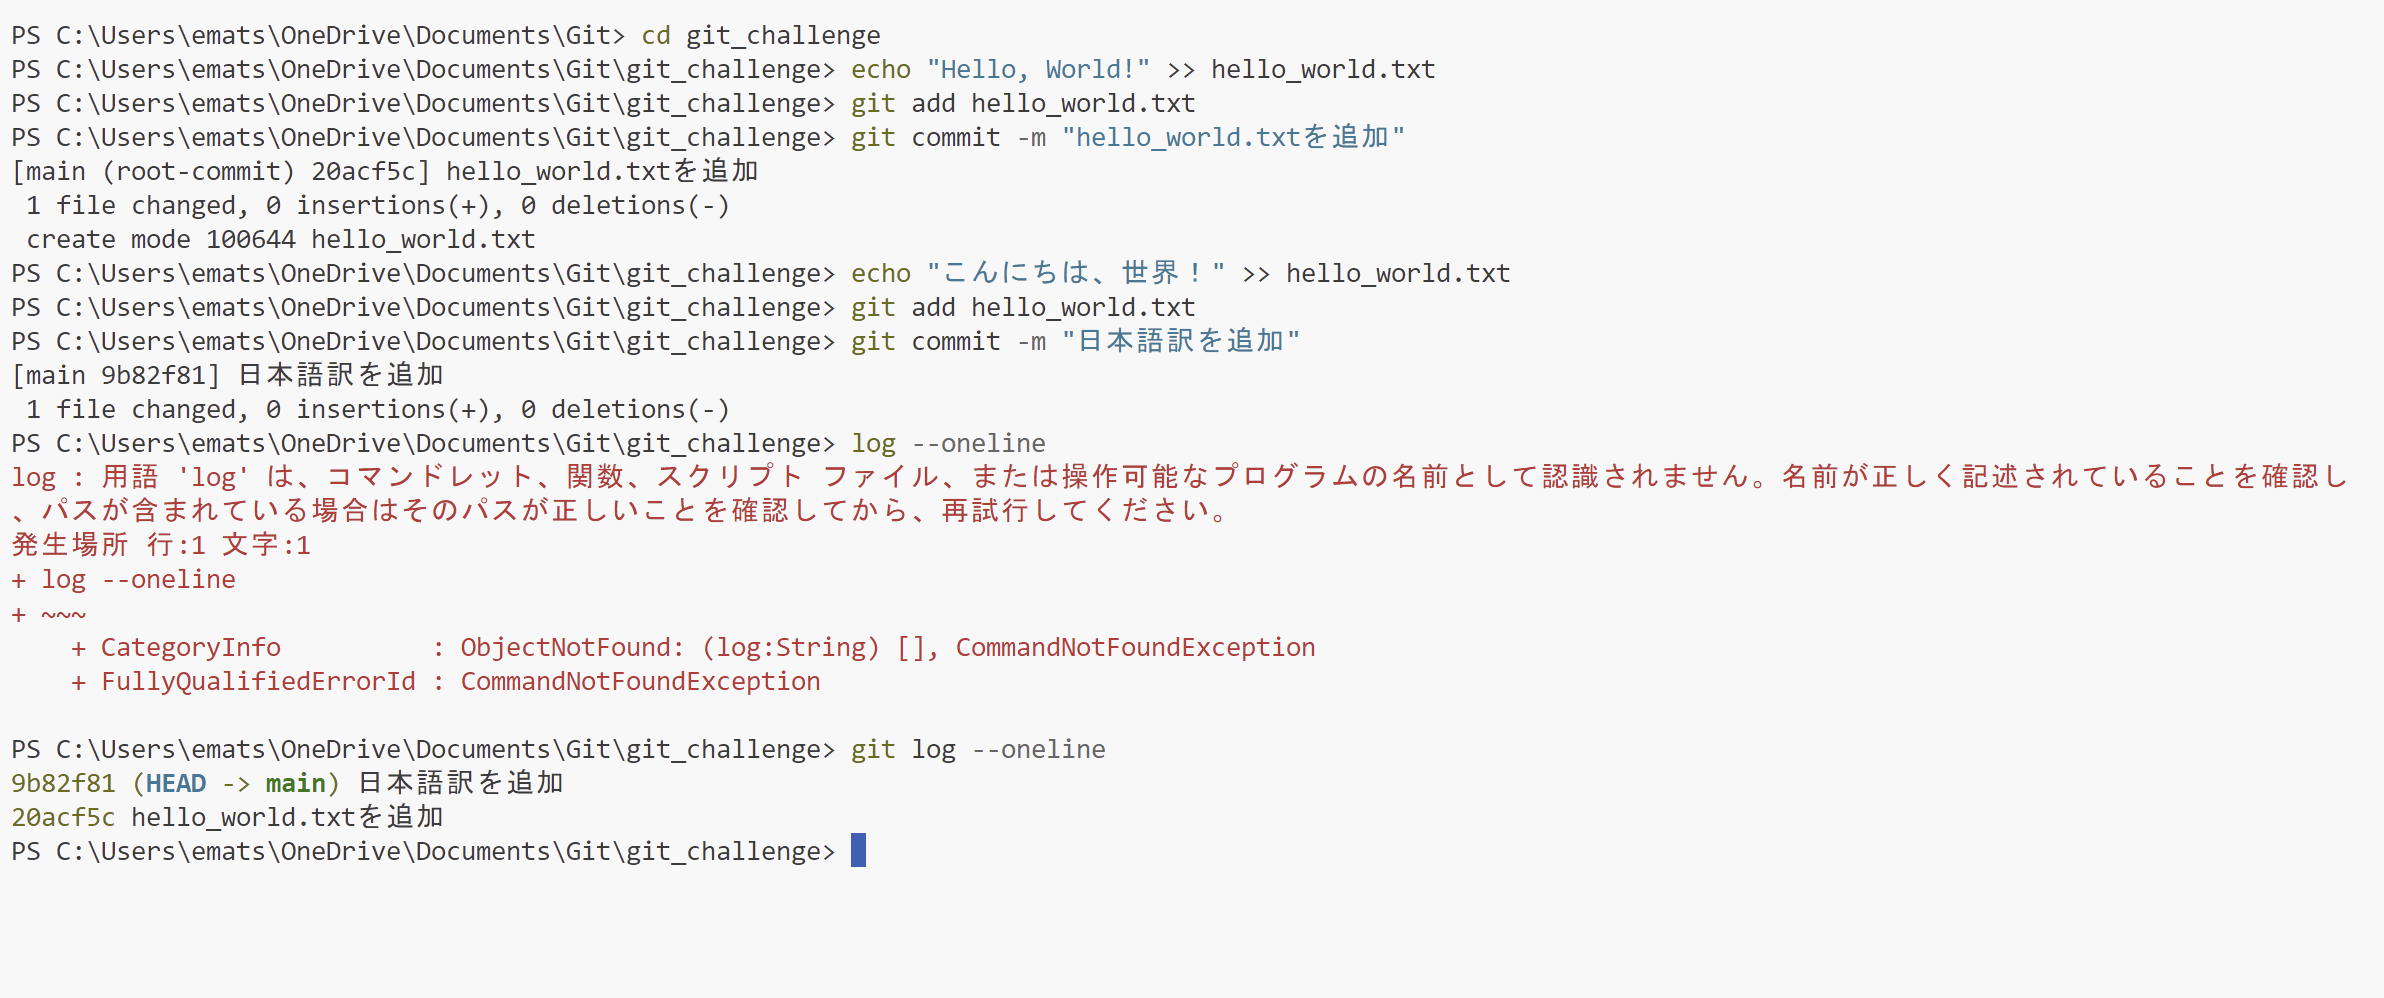 PS C:\Users\emats\OneDrive\Documents\Git> cd git_challenge
PS C:\Users\emats\OneDrive\Documents\Git\git_challenge> echo "Hello, World!" >> hello_world.txt
PS C:\Users\emats\OneDrive\Documents\Git\git_challenge> git add hello_world.txt
PS C:\Users\emats\OneDrive\Documents\Git\git_challenge> git commit -m "hello_world.txtを追加"
[main (root-commit) 20acf5c] hello_world.txtを追加
 1 file changed, 0 insertions(+), 0 deletions(-)
 create mode 100644 hello_world.txt
PS C:\Users\emats\OneDrive\Documents\Git\git_challenge> echo "こんにちは、世界！" >> hello_world.txt
PS C:\Users\emats\OneDrive\Documents\Git\git_challenge> git add hello_world.txt
PS C:\Users\emats\OneDrive\Documents\Git\git_challenge> git commit -m "日本語訳を追加"
[main 9b82f81] 日本語訳を追加
 1 file changed, 0 insertions(+), 0 deletions(-)
PS C:\Users\emats\OneDrive\Documents\Git\git_challenge> log --oneline
log : 用語 'log' は、コマンドレット、関数、スクリプト ファイル、または操作可能なプログラムの名前として認識されません。名前が正しく記述されていることを確認し
、パスが含まれている場合はそのパスが正しいことを確認してから、再試行してください。
発生場所 行:1 文字:1
+ log --oneline
+ ~~~
    + CategoryInfo          : ObjectNotFound: (log:String) [], CommandNotFoundException
    + FullyQualifiedErrorId : CommandNotFoundException

PS C:\Users\emats\OneDrive\Documents\Git\git_challenge> git log --oneline
9b82f81 (HEAD -> main) 日本語訳を追加
20acf5c hello_world.txtを追加
PS C:\Users\emats\OneDrive\Documents\Git\git_challenge>